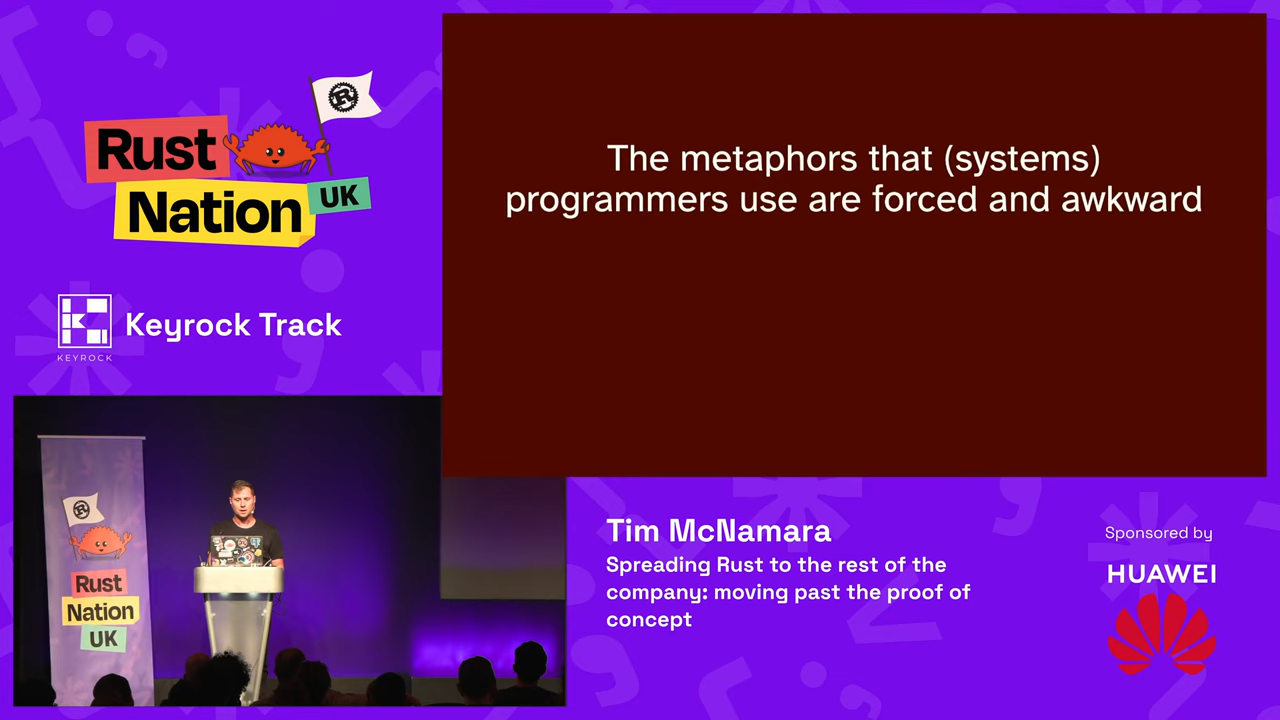 Rust
Nation
UK
KEYROCK
Keyrock Track
The metaphors that (systems)
programmers use are forced and awkward
Rust
Nation
UK
Tim McNamara
Spreading Rust to the rest of the
company: moving past the proof of
concept
Sponsored by
HUAWEI